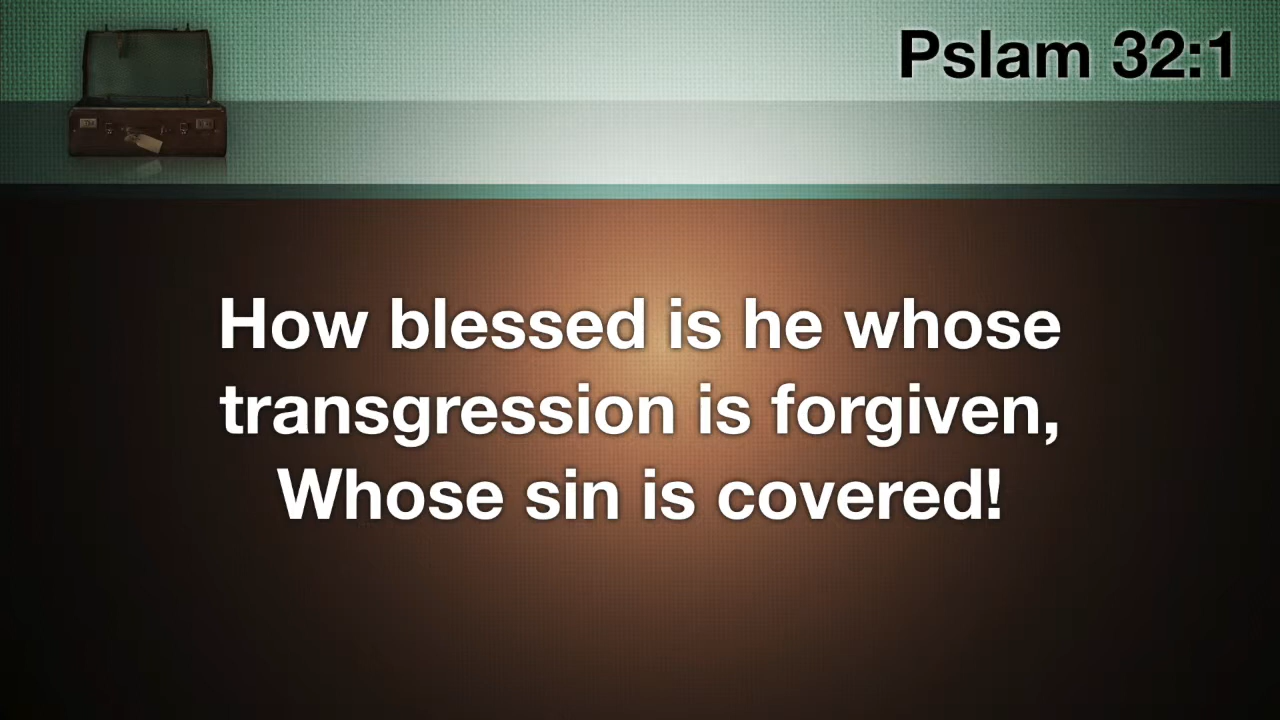 Pslam 32:1
How blessed is he whose
transgression is forgiven,
Whose sin is covered!